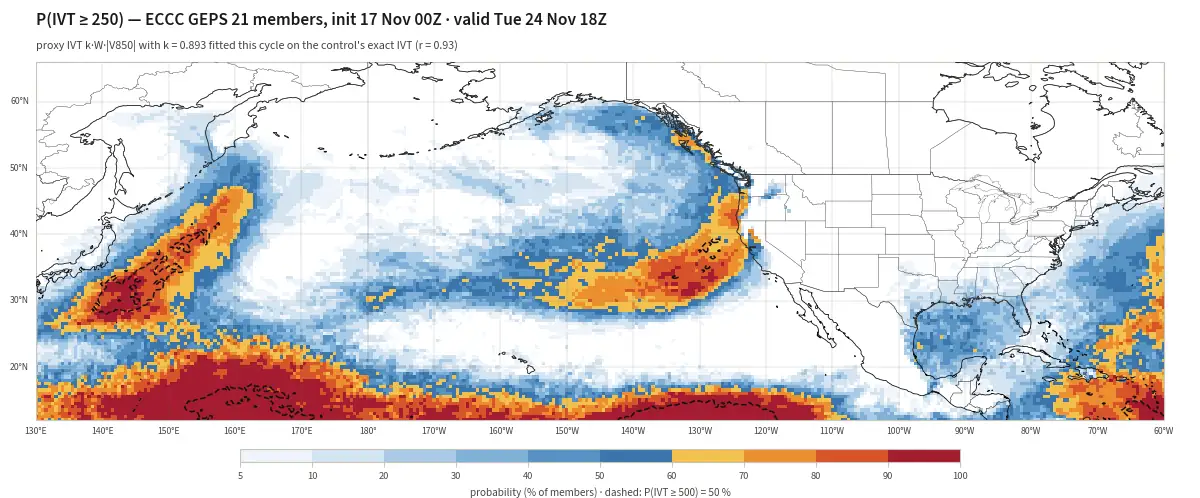 P(IVT ≥ 250) — ECCC GEPS 21 members, init 17 Nov 00Z · valid Tue 24 Nov 18Z
proxy IVT k·W·|V850| with k = 0.893 fitted this cycle on the control's exact IVT (r = 0.93)
60°N
50°N
40°N
30°N
20°N
130°E 140°E 150°E 160°E 170°E 180° 170°W 160°W 150°W 140°W 130°W 120°W 110°W 100°W 90°W 80°W 70°W 60°W
5 10 20 30 40 50 60 70 80 90 100
probability (% of members) · dashed: P(IVT ≥ 500) = 50 %